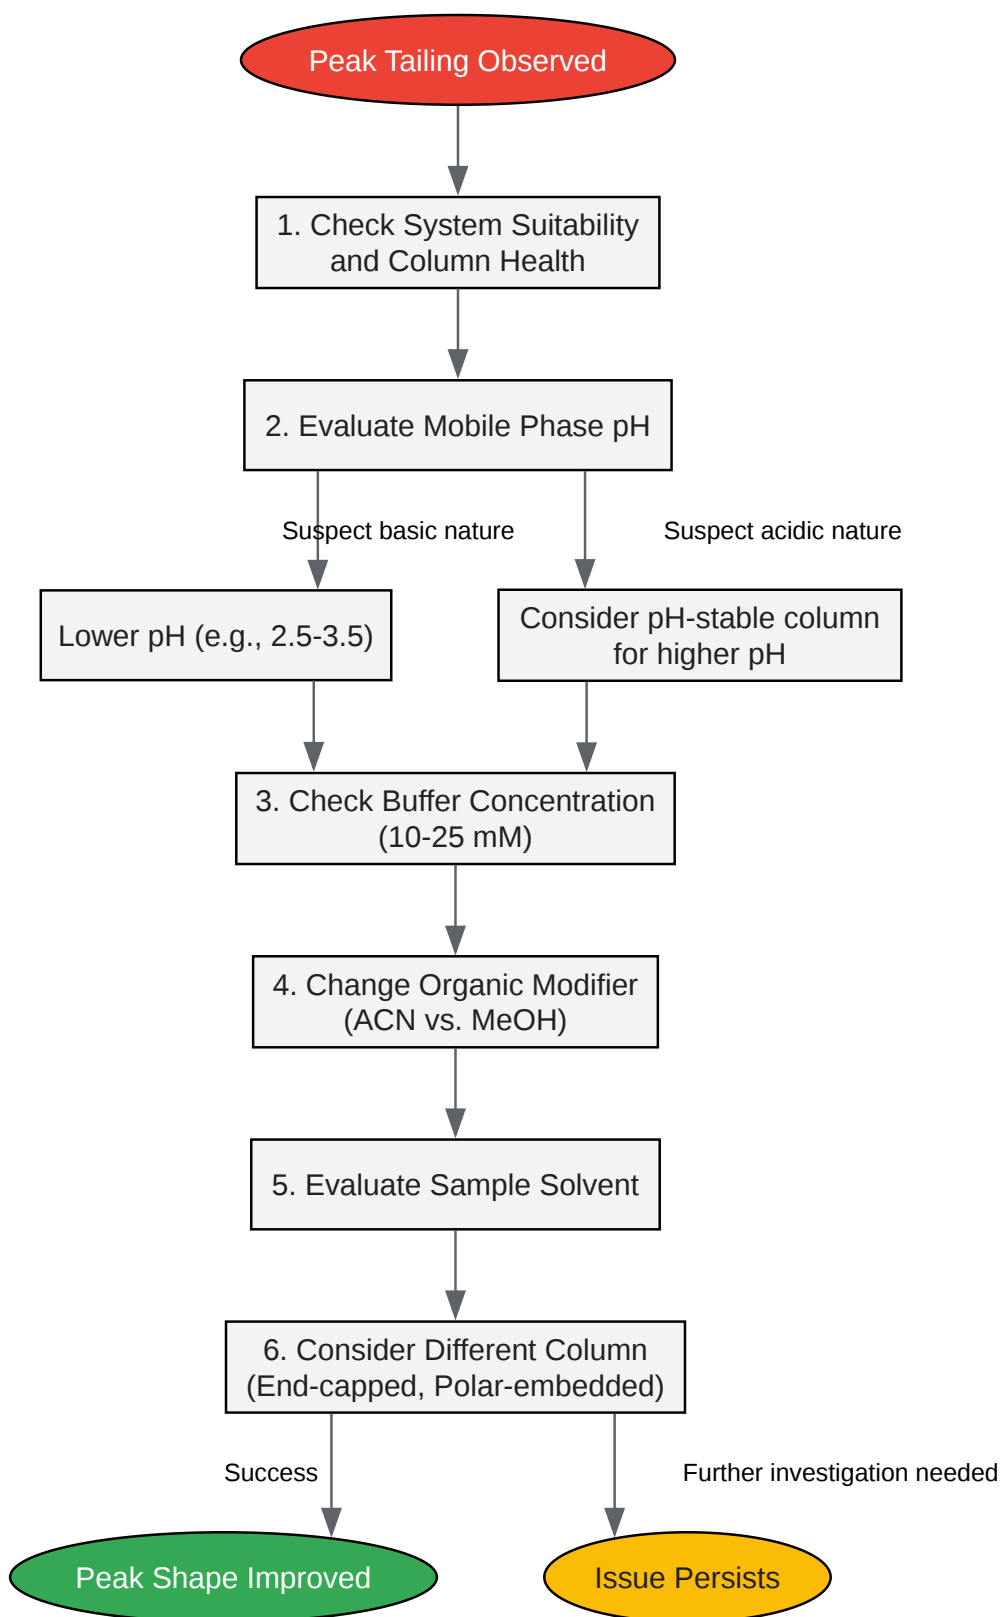 Peak Tailing Observed
1. Check System Suitability
and Column Health
2. Evaluate Mobile Phase pH
Suspect basic nature
Suspect acidic nature
Lower pH (e.g., 2.5-3.5)
Consider pH-stable column
for higher pH
3. Check Buffer Concentration
(10-25 mM)
4. Change Organic Modifier
(ACN vs. MeOH)
5. Evaluate Sample Solvent
6. Consider Different Column
(End-capped, Polar-embedded)
Success
Further investigation needed
Peak Shape Improved
Issue Persists